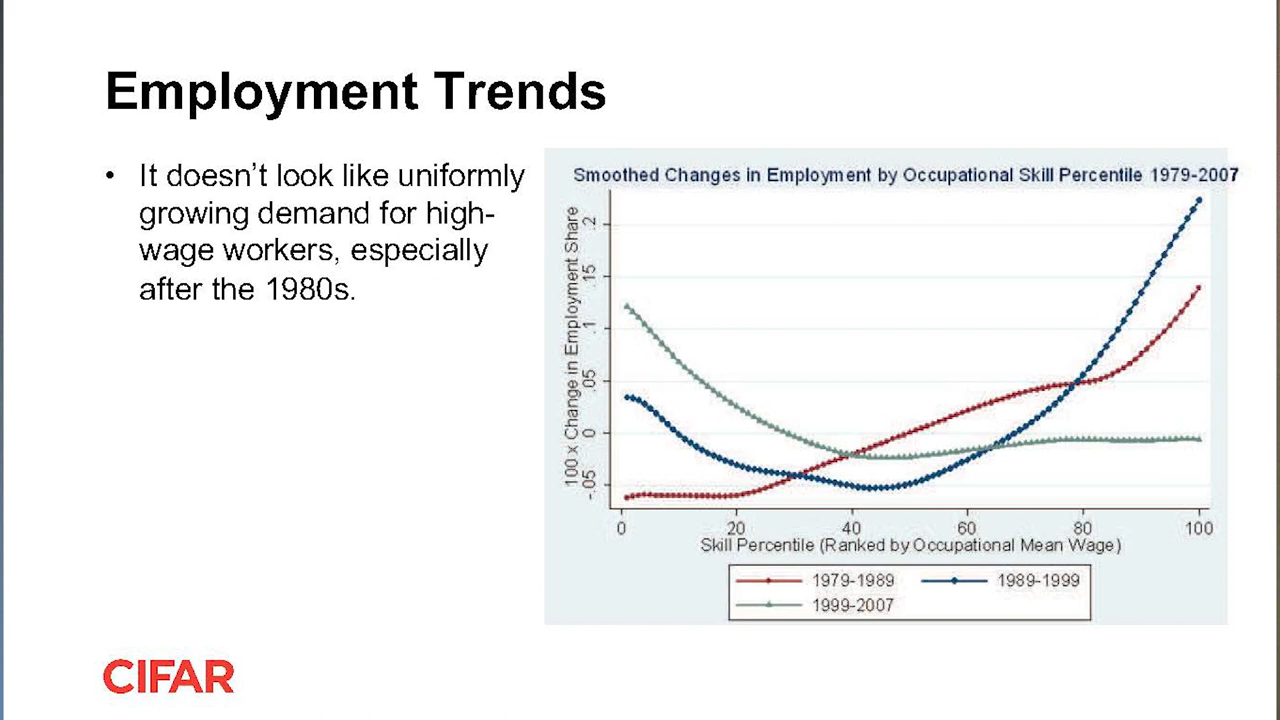 Employment Trends
• It doesn’t look like uniformly
growing demand for high-
wage workers, especially
after the 1980s.
Smoothed Changes in Employment by Occupational Skill Percentile 1979-2007
100 x Change in Employment Share
.2
.15
.1
.05
0
-.05
0 20 40 60 80 100
Skill Percentile (Ranked by Occupational Mean Wage)
1979-1989 1989-1999
1999-2007
CIFAR